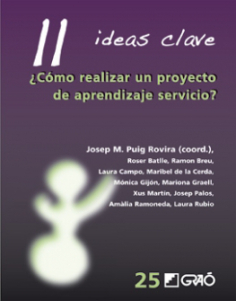 11 ideas clave
¿Cómo realizar un proyecto
de aprendizaje servicio?
Josep M. Puig Rovira (coord.),
Roser Batlle, Ramon Breu,
Laura Campo, Maribel de la Cerda,
Mónica Gijón, Mariona Graell,
Xus Martín, Josep Palos,
Amàlia Ramoneda, Laura Rubio
25 GRAÓ